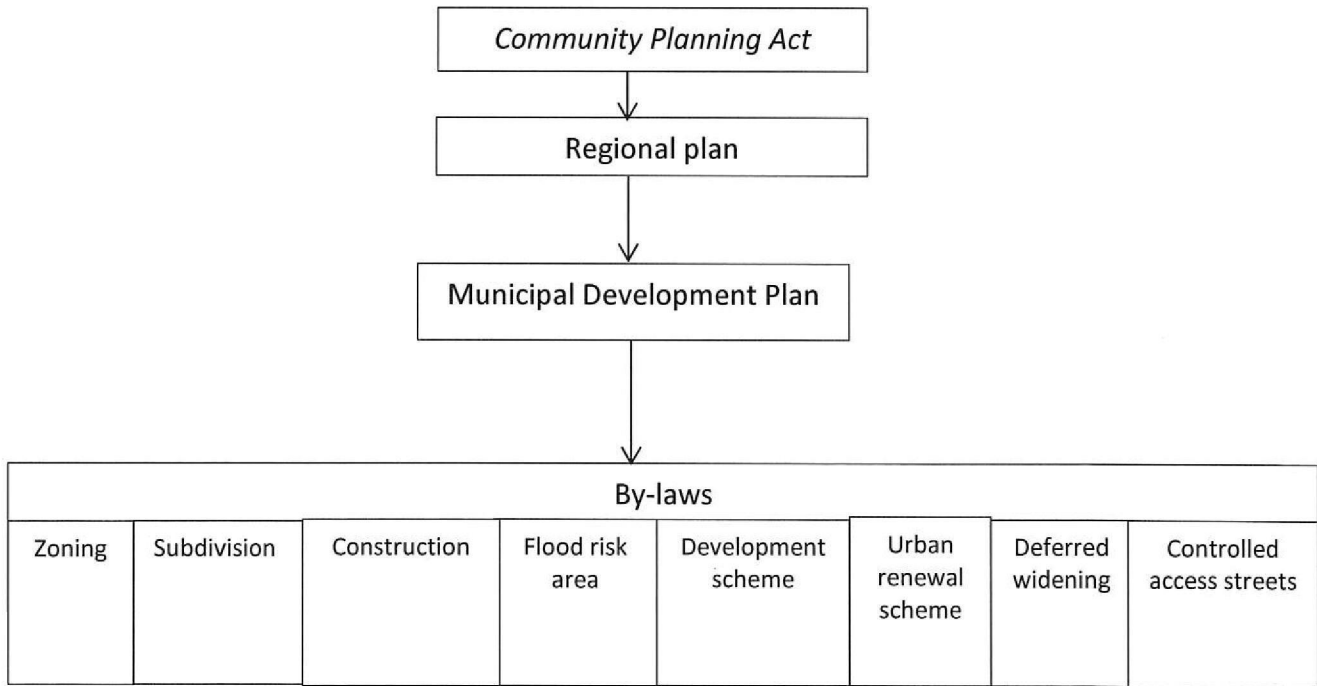 Community Planning Act
Regional plan
Municipal Development Plan
By-laws
Zoning
Subdivision
Construction
Flood risk
area
Development
scheme
Urban
renewal
scheme
Deferred
widening
Controlled
access streets